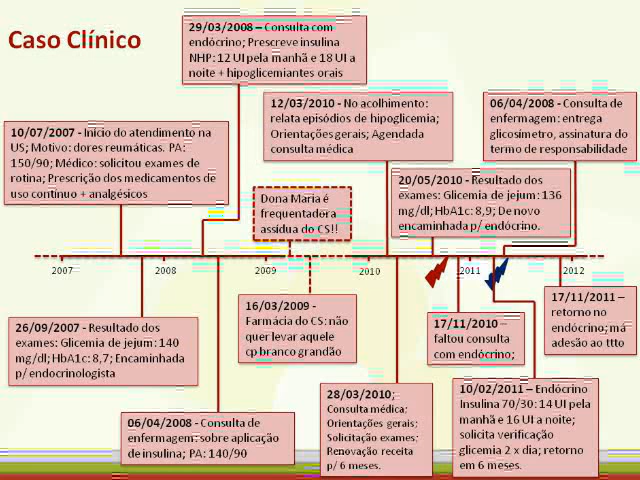 Caso Clínico
29/03/2008 – Consulta com
endócrino; Prescreve insulina
NHP: 12 UI pela manhã e 18 UI a
noite + hipoglicemiantes orais
12/03/2010 - No acolhimento:
relata episódios de hipoglicemia;
Orientações gerais; Agendada
consulta médica
06/04/2008 - Consulta de
enfermagem: entrega
glicosímetro, assinatura do
termo de responsabilidade
10/07/2007 - Início do atendimento na
US; Motivo: dores reumáticas. PA:
150/90; Médico: solicitou exames de
rotina; Prescrição dos medicamentos de
uso contínuo + analgésicos
Dona Maria é
frequentadora
assídua do CS!!
20/05/2010 - Resultado dos
exames: Glicemia de jejum: 136
mg/dl; HbA1c: 8,9; De novo
encaminhada p/ endócrino.
2007 2008 2009 2010 2011 2012
26/09/2007 - Resultado dos
exames: Glicemia de jejum: 140
mg/dl; HbA1c: 8,7; Encaminhada
p/ endocrinologista
16/03/2009 -
Farmácia do CS: não
quer levar aquele
cp branco grandão
17/11/2010 –
faltou consulta
com endócrino;
17/11/2011 -
retorno no
endócrino; má
adesão ao ttto
06/04/2008 - Consulta de
enfermagem: sobre aplicação
de insulina; PA: 140/90
28/03/2010;
Consulta médica;
Orientações gerais;
Solicitação exames;
Renovação receita
p/ 6 meses.
10/02/2011 – Endócrino
Insulina 70/30: 14 UI pela
manhã e 16 UI a noite;
solicita verificação
glicemia 2 x dia; retorno
em 6 meses.